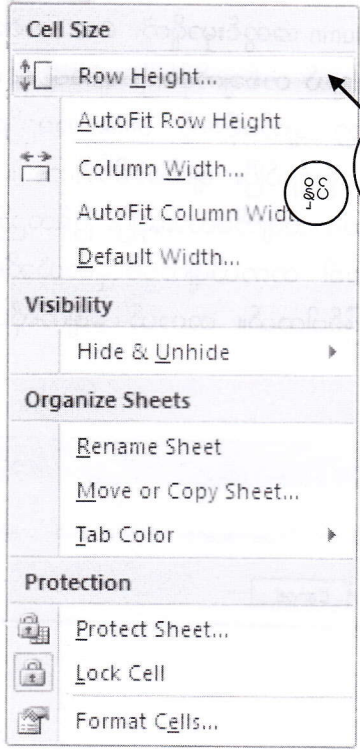 Cell Size
Row Height...
AutoFit Row Height
Column Width...
AutoFit Column
Default Width...
Visibility
Hide & Unhide
Organize Sheets
Rename Sheet
Move or Copy Sheet...
Tab Color
Protection
Protect Sheet...
Lock Cell
Format Cells...